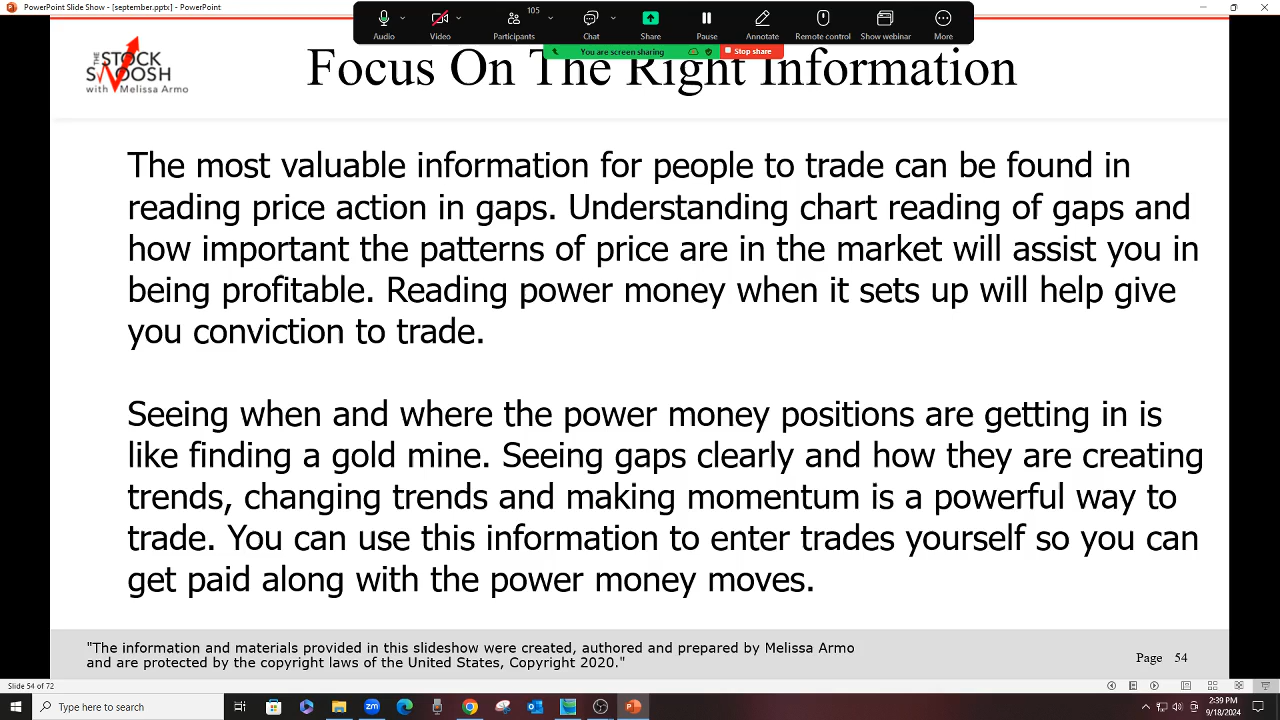 PowerPoint Slide Show - [september.pptx] - PowerPoint
105
Audio
Video
Participants
Chat
Share
Pause
Annotate
Remote control
Show webinar
More
You are screen sharing
Stop share
THE STOCK
SWOOSH
with Melissa Armo
Focus On The Right Information
The most valuable information for people to trade can be found in
reading price action in gaps. Understanding chart reading of gaps and
how important the patterns of price are in the market will assist you in
being profitable. Reading power money when it sets up will help give
you conviction to trade.
Seeing when and where the power money positions are getting in is
like finding a gold mine. Seeing gaps clearly and how they are creating
trends, changing trends and making momentum is a powerful way to
trade. You can use this information to enter trades yourself so you can
get paid along with the power money moves.
"The information and materials provided in this slideshow were created, authored and prepared by Melissa Armo
and are protected by the copyright laws of the United States, Copyright 2020."
Page 54
Slide 54 of 72
Type here to search
2:39 PM
9/18/2024